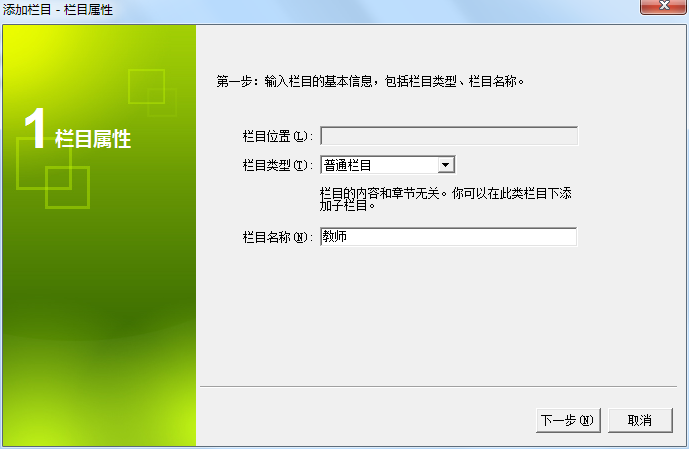 添加栏目 - 栏目属性
1 栏目属性
第一步：输入栏目的基本信息，包括栏目类型、栏目名称。
栏目位置(L):
栏目类型(T): 普通栏目
栏目的内容和章节无关。你可以在此类栏目下添
加子栏目。
栏目名称(N): 教师
下一步(N) 取消